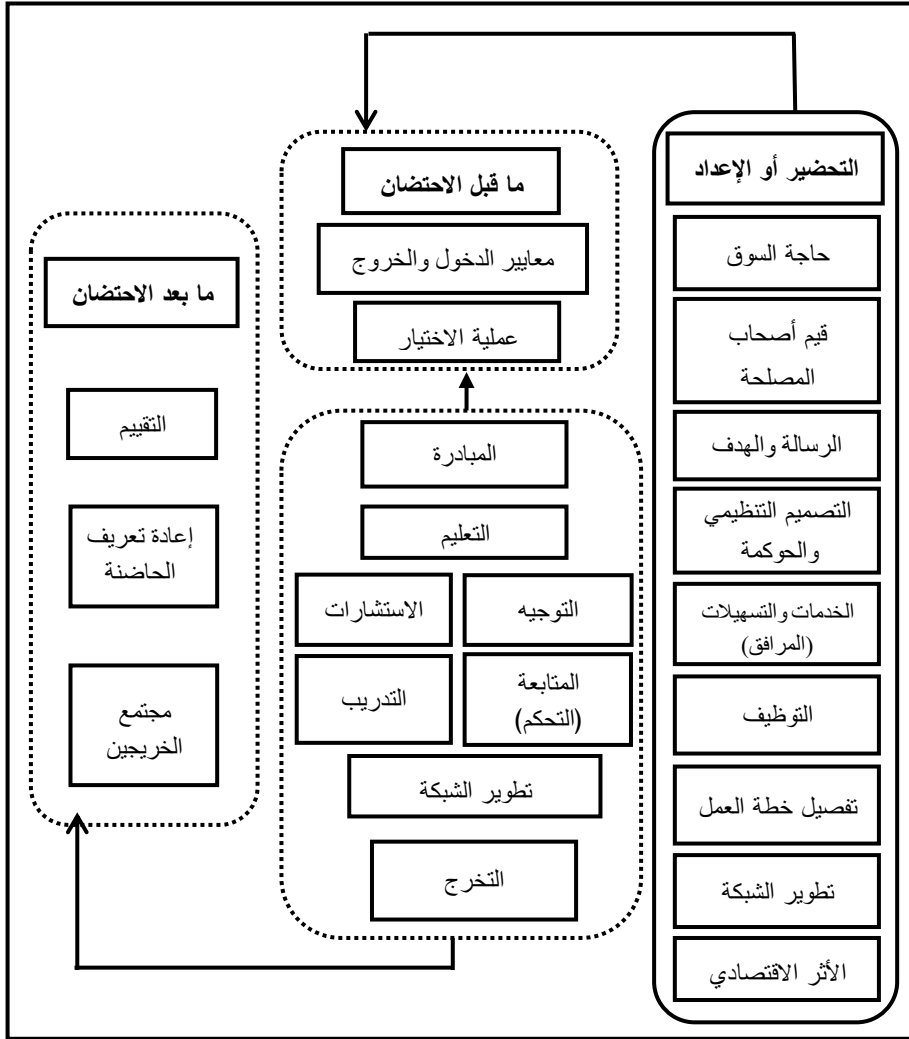 التحضير أو الإعداد
حاجة السوق
قيم أصحاب
المصلحة
الرسالة والهدف
التصميم التنظيمي
والحوكمة
الخدمات والتسهيلات
(المرافق)
التوظيف
تفصيل خطة العمل
تطوير الشبكة
الأثر الاقتصادي
ما قبل الاحتضان
معايير الدخول والخروج
عملية الاختيار
المبادرة
التعليم
التوجيه
الاستشارات
المتابعة
(التحكم)
التدريب
تطوير الشبكة
التخرج
ما بعد الاحتضان
التقييم
إعادة تعريف
الحاضنة
مجتمع
الخريجين